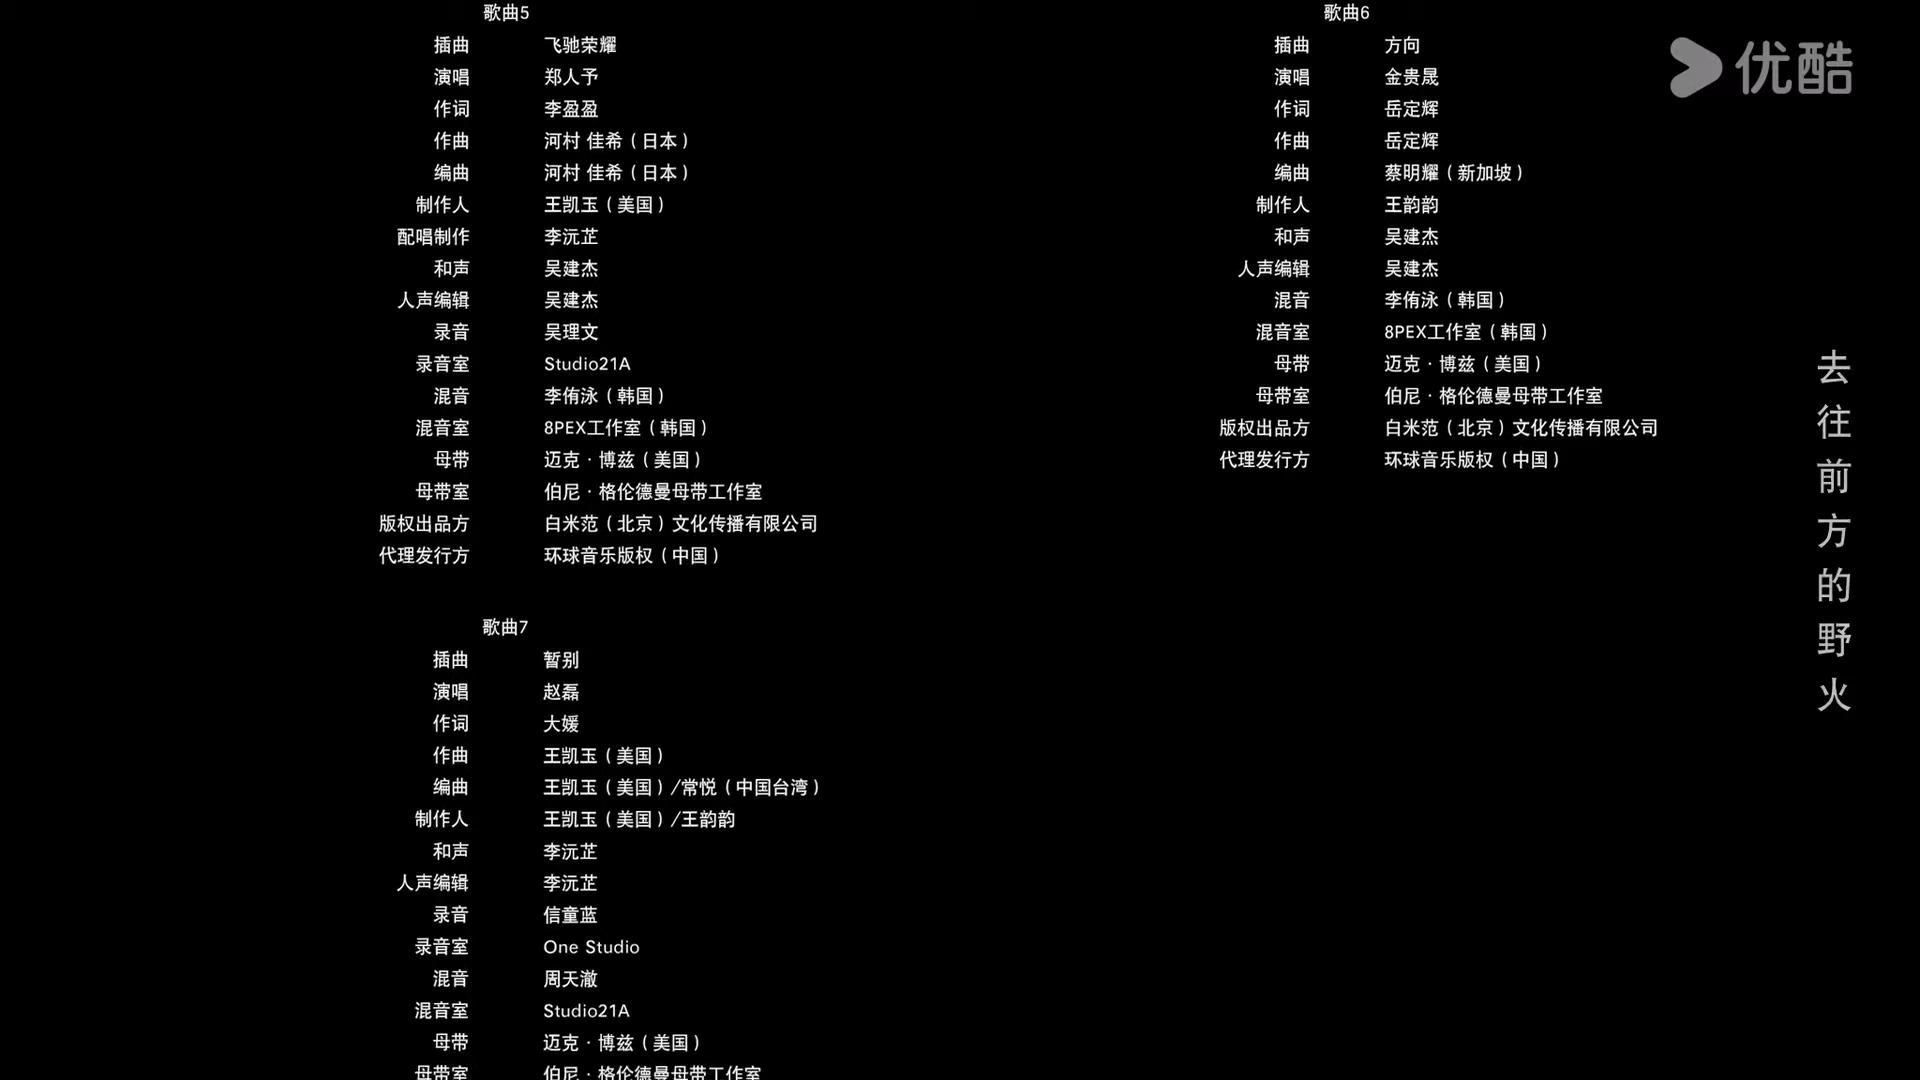 歌曲5
插曲 飞驰荣耀
演唱 郑人予
作词 李盈盈
作曲 河村 佳希（日本）
编曲 河村 佳希（日本）
制作人 王凯玉（美国）
配唱制作 李沅芷
和声 吴建杰
人声编辑 吴建杰
录音 吴理文
录音室 Studio21A
混音 李侑泳（韩国）
混音室 8PEX工作室（韩国）
母带 迈克·博兹（美国）
母带室 伯尼·格伦德曼母带工作室
版权出品方 白米范（北京）文化传播有限公司
代理发行方 环球音乐版权（中国）
歌曲6
插曲 方向
演唱 金贵晟
作词 岳定辉
作曲 岳定辉
编曲 蔡明耀（新加坡）
制作人 王韵韵
和声 吴建杰
人声编辑 吴建杰
混音 李侑泳（韩国）
混音室 8PEX工作室（韩国）
母带 迈克·博兹（美国）
母带室 伯尼·格伦德曼母带工作室
版权出品方 白米范（北京）文化传播有限公司
代理发行方 环球音乐版权（中国）
歌曲7
插曲 暂别
演唱 赵磊
作词 大媛
作曲 王凯玉（美国）
编曲 王凯玉（美国）/常悦（中国台湾）
制作人 王凯玉（美国）/王韵韵
和声 李沅芷
人声编辑 李沅芷
录音 信童蓝
录音室 One Studio
混音 周天澈
混音室 Studio21A
母带 迈克·博兹（美国）
母带室 伯尼·格伦德曼母带工作室
优酷
去往前方的野火